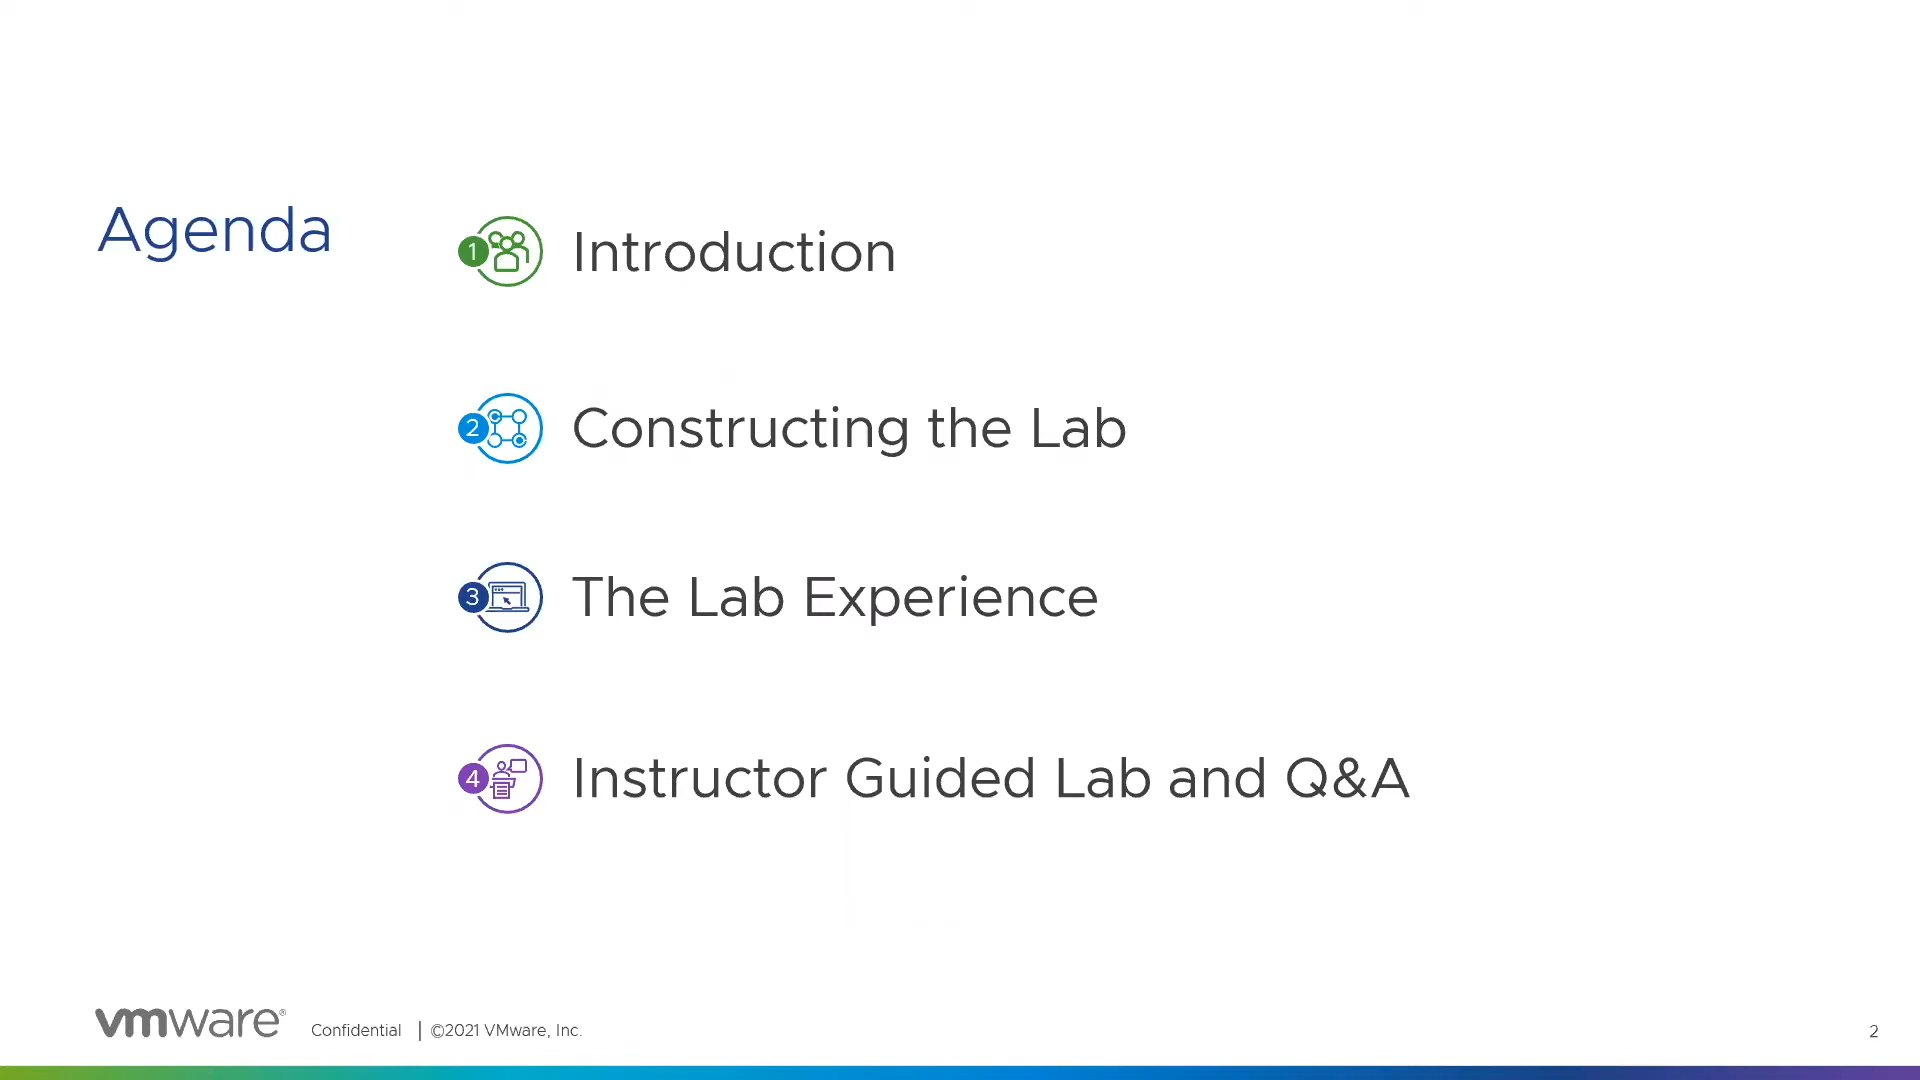 Agenda
1 Introduction
2 Constructing the Lab
3 The Lab Experience
4 Instructor Guided Lab and Q&A
vmware® Confidential | ©2021 VMware, Inc. 2